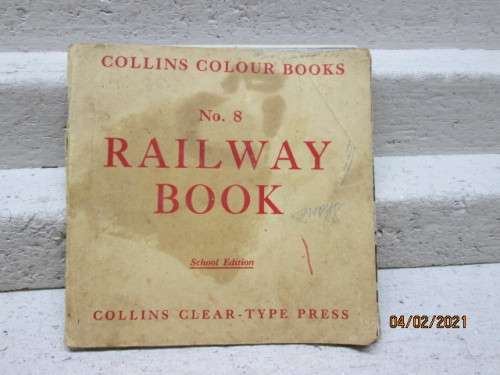 COLLINS COLOUR BOOKS
No. 8
RAILWAY
BOOK
School Edition
COLLINS CLEAR-TYPE PRESS
04/02/2021